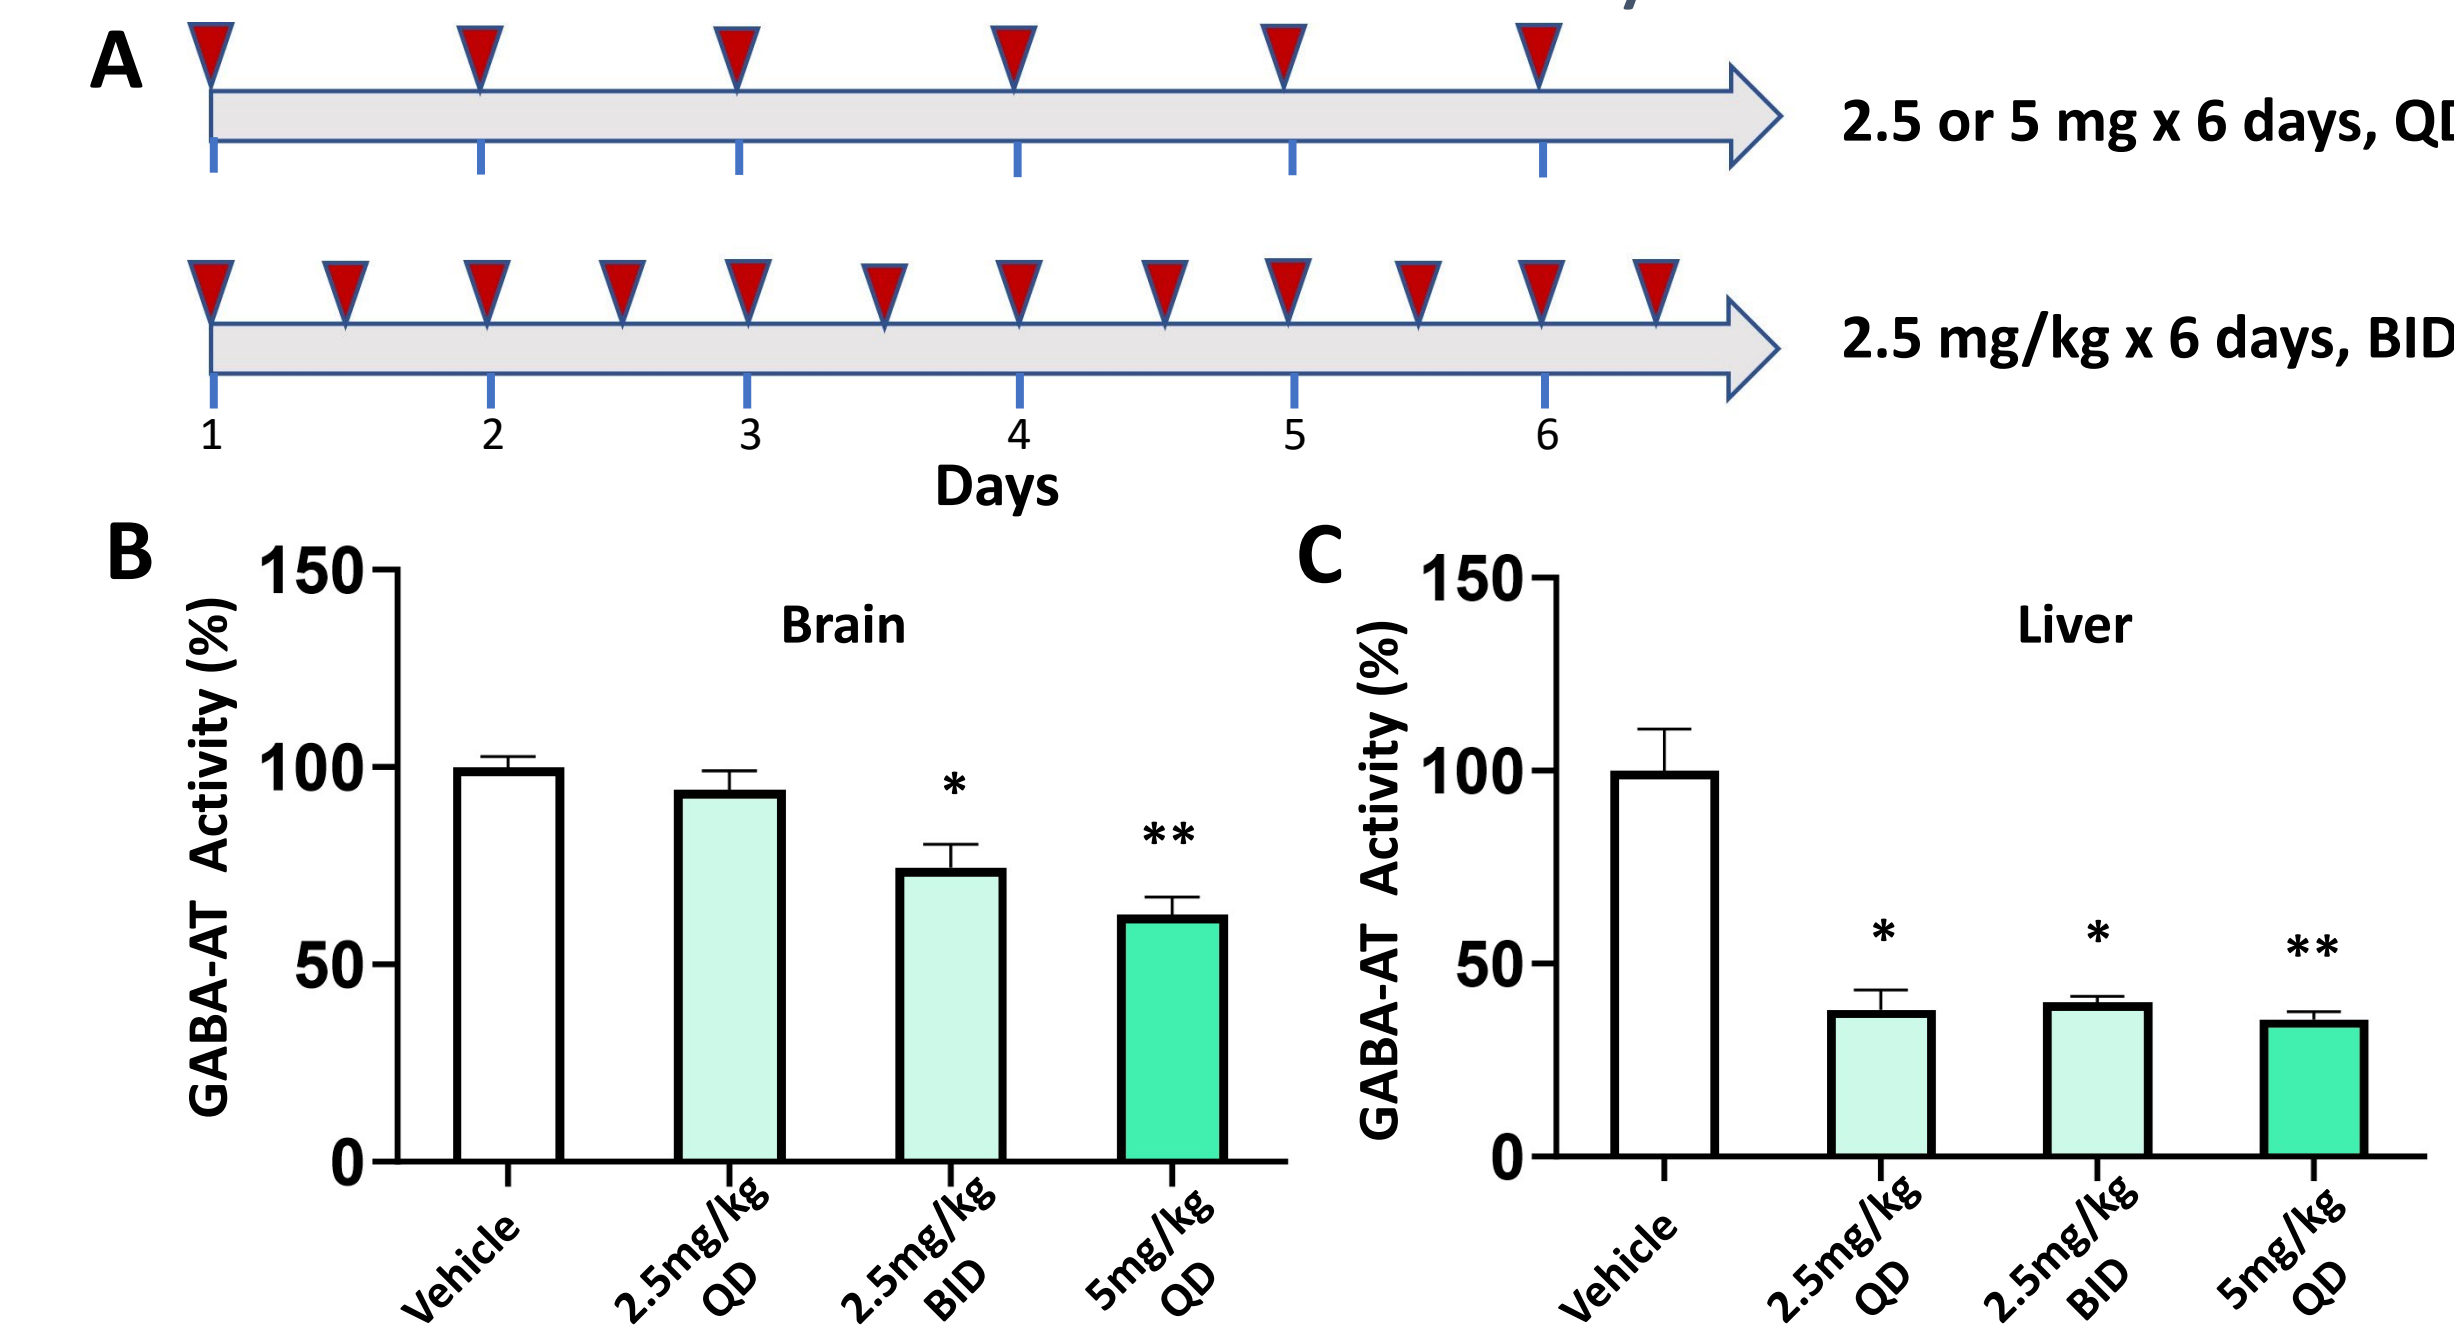 A
2.5 or 5 mg x 6 days, QD
2.5 mg/kg x 6 days, BID
1 2 3 4 5 6
Days
B
150
100
50
0
GABA-AT Activity (%)
Brain
*
**
Vehicle
2.5mg/kg
QD
2.5mg/kg
BID
5mg/kg
QD
C
150
100
50
0
GABA-AT Activity (%)
Liver
*
*
**
Vehicle
2.5mg/kg
QD
2.5mg/kg
BID
5mg/kg
QD